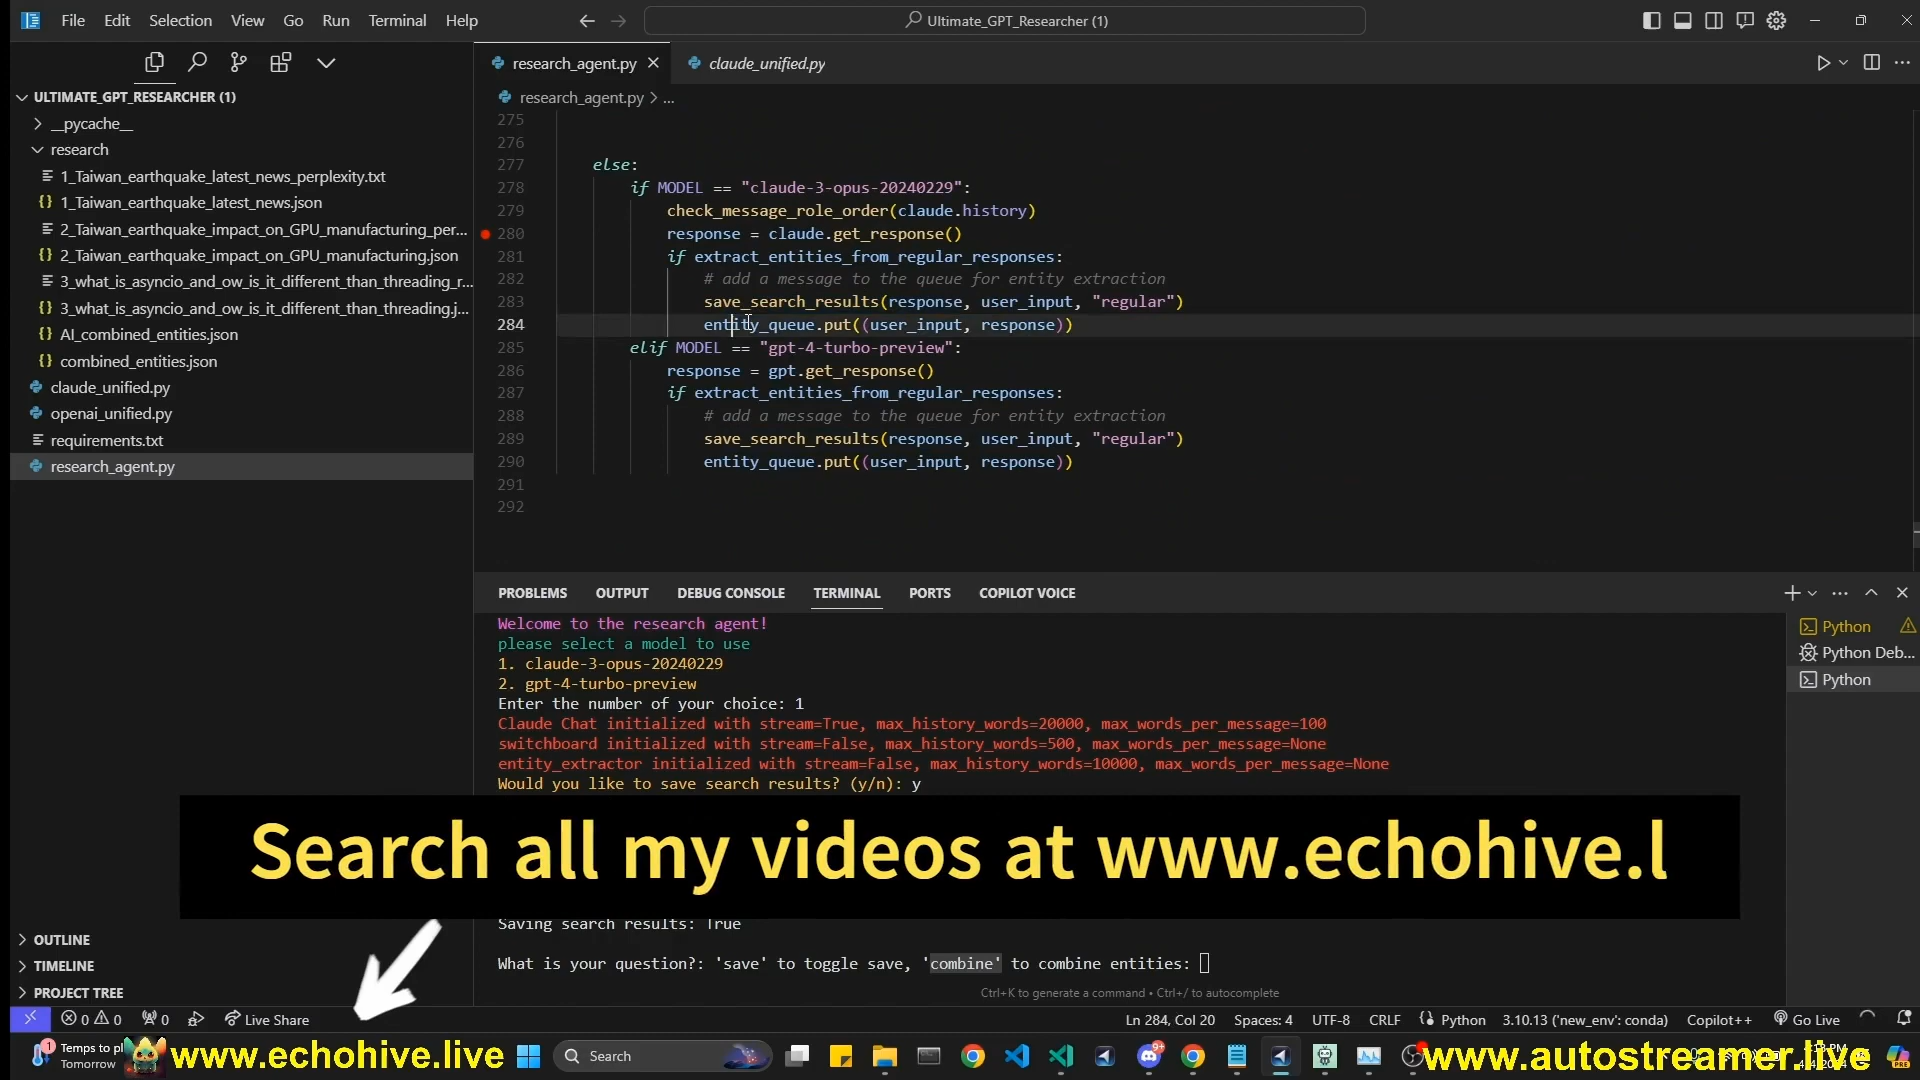 File Edit Selection View Go Run Terminal Help
Ultimate_GPT_Researcher (1)
ULTIMATE_GPT_RESEARCHER (1)
__pycache__
research
1_Taiwan_earthquake_latest_news_perplexity.txt
1_Taiwan_earthquake_latest_news.json
2_Taiwan_earthquake_impact_on_GPU_manufacturing_per...
2_Taiwan_earthquake_impact_on_GPU_manufacturing.json
3_what_is_asyncio_and_ow_is_it_different_than_threading_r...
3_what_is_asyncio_and_ow_is_it_different_than_threading.j...
AI_combined_entities.json
combined_entities.json
claude_unified.py
openai_unified.py
requirements.txt
research_agent.py
OUTLINE
TIMELINE
PROJECT TREE
research_agent.py claude_unified.py
research_agent.py > ...
275
276
277 else:
278 if MODEL == "claude-3-opus-20240229":
279 check_message_role_order(claude.history)
280 response = claude.get_response()
281 if extract_entities_from_regular_responses:
282 # add a message to the queue for entity extraction
283 save_search_results(response, user_input, "regular")
284 entity_queue.put((user_input, response))
285 elif MODEL == "gpt-4-turbo-preview":
286 response = gpt.get_response()
287 if extract_entities_from_regular_responses:
288 # add a message to the queue for entity extraction
289 save_search_results(response, user_input, "regular")
290 entity_queue.put((user_input, response))
291
292
PROBLEMS OUTPUT DEBUG CONSOLE TERMINAL PORTS COPILOT VOICE
Welcome to the research agent!
please select a model to use
1. claude-3-opus-20240229
2. gpt-4-turbo-preview
Enter the number of your choice: 1
Claude Chat initialized with stream=True, max_history_words=20000, max_words_per_message=100
switchboard initialized with stream=False, max_history_words=500, max_words_per_message=None
entity_extractor initialized with stream=False, max_history_words=10000, max_words_per_message=None
Would you like to save search results? (y/n): y
Search all my videos at www.echohive.l
Saving search results: True
What is your question?: 'save' to toggle save, 'combine' to combine entities:
Ctrl+K to generate a command • Ctrl+/ to autocomplete
Python
Python Deb...
Python
0 0 0 Live Share
Ln 284, Col 20 Spaces: 4 UTF-8 CRLF Python 3.10.13 ('new_env': conda) Copilot++ Go Live
1
Temps to pl
Tomorrow
www.echohive.live
Search
9+
www.autostreamer.live